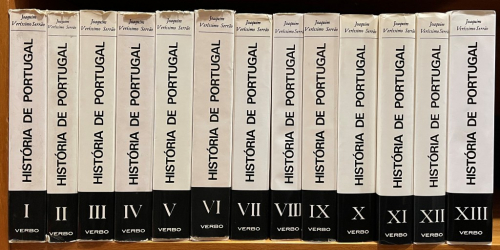 Joaquim
Veríssimo Serrão
HISTÓRIA DE PORTUGAL
I
VERBO
Joaquim
Veríssimo Serrão
HISTÓRIA DE PORTUGAL
II
VERBO
Joaquim
Veríssimo Serrão
HISTÓRIA DE PORTUGAL
III
VERBO
Joaquim
Veríssimo Serrão
HISTÓRIA DE PORTUGAL
IV
VERBO
Joaquim
Veríssimo Serrão
HISTÓRIA DE PORTUGAL
V
VERBO
Joaquim
Veríssimo Serrão
HISTÓRIA DE PORTUGAL
VI
VERBO
Joaquim
Veríssimo Serrão
HISTÓRIA DE PORTUGAL
VII
VERBO
Joaquim
Veríssimo Serrão
HISTÓRIA DE PORTUGAL
VIII
VERBO
Joaquim
Veríssimo Serrão
HISTÓRIA DE PORTUGAL
IX
VERBO
Joaquim
Veríssimo Serrão
HISTÓRIA DE PORTUGAL
X
VERBO
Joaquim
Veríssimo Serrão
HISTÓRIA DE PORTUGAL
XI
VERBO
Joaquim
Veríssimo Serrão
HISTÓRIA DE PORTUGAL
XII
VERBO
Joaquim
Veríssimo Serrão
HISTÓRIA DE PORTUGAL
XIII
VERBO